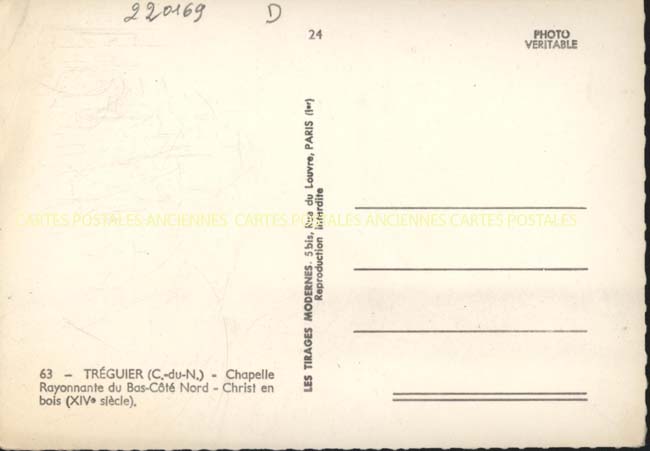 220169 D
24
PHOTO
VERITABLE
LES TIRAGES MODERNES. 5 bis, Rue du Louvre, PARIS (Ier)
Reproduction Interdite
CARTES POSTALES ANCIENNES CARTES POSTALES ANCIENNES CARTES POSTALES
63 — TRÉGUIER (C.-du-N.) - Chapelle
Rayonnante du Bas-Côté Nord - Christ en
bois (XIVe siècle).